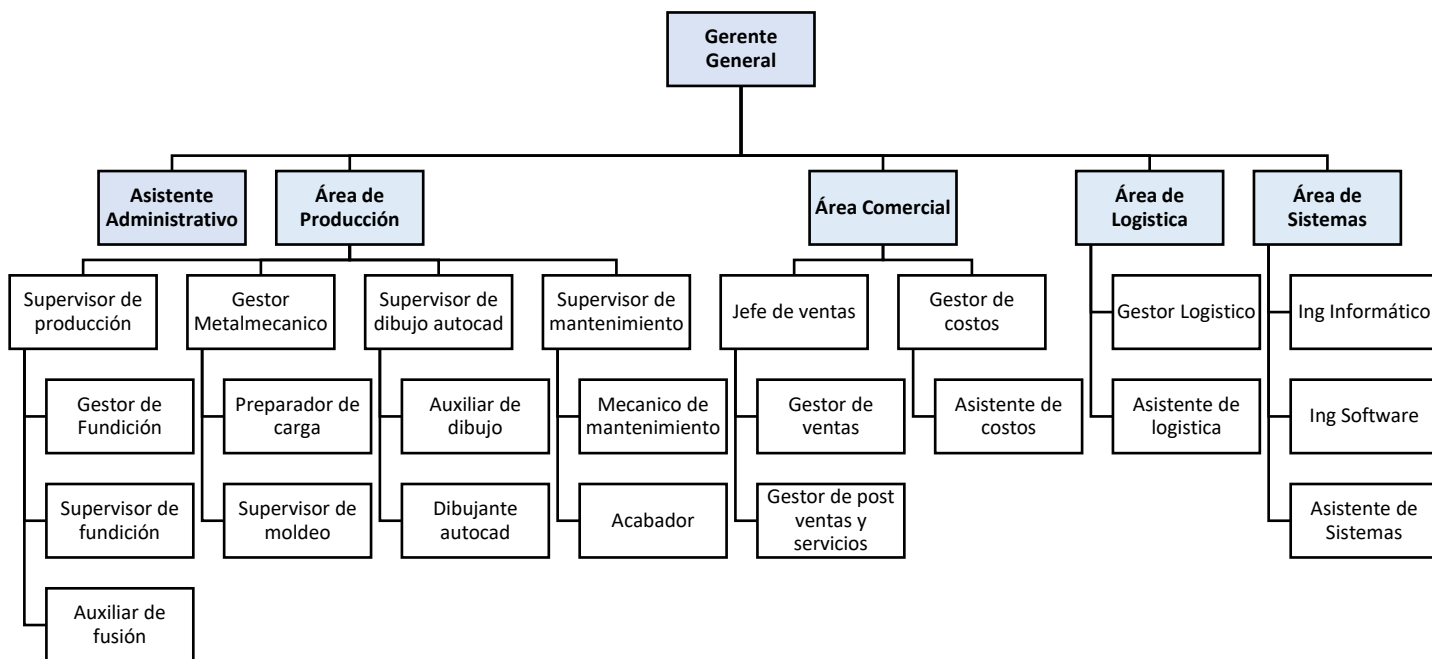 Gerente
General
Asistente
Administrativo
Área de
Producción
Área Comercial
Área de
Logistica
Área de
Sistemas
Supervisor de
producción
Gestor
Metalmecanico
Supervisor de
dibujo autocad
Supervisor de
mantenimiento
Jefe de ventas
Gestor de
costos
Gestor Logistico
Ing Informático
Gestor de
Fundición
Preparador de
carga
Auxiliar de
dibujo
Mecanico de
mantenimiento
Gestor de
ventas
Asistente de
costos
Asistente de
logistica
Ing Software
Supervisor de
fundición
Supervisor de
moldeo
Dibujante
autocad
Acabador
Gestor de post
ventas y
servicios
Asistente de
Sistemas
Auxiliar de
fusión